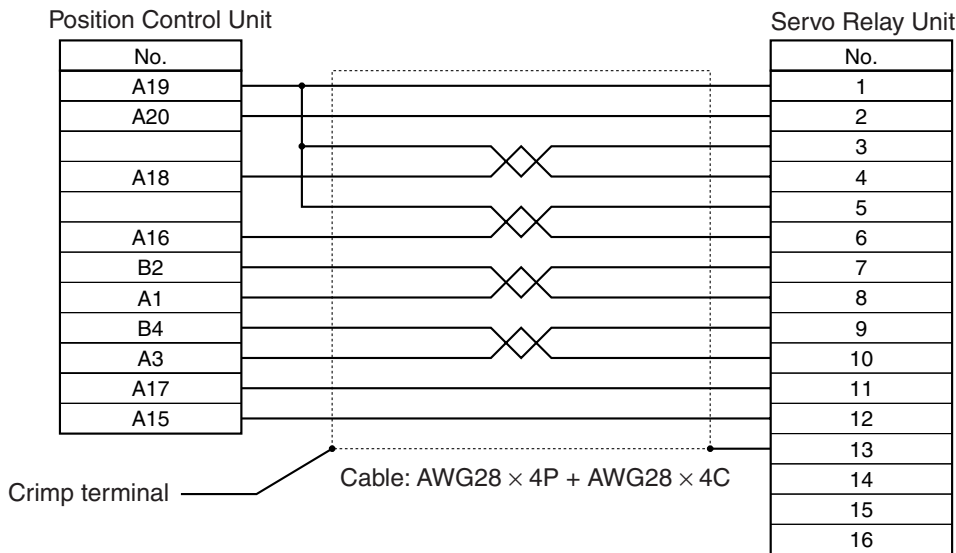 Position Control Unit
Servo Relay Unit
No.
A19
A20
A18
A16
B2
A1
B4
A3
A17
A15
No.
1
2
3
4
5
6
7
8
9
10
11
12
13
14
15
16
Crimp terminal
Cable: AWG28 × 4P + AWG28 × 4C